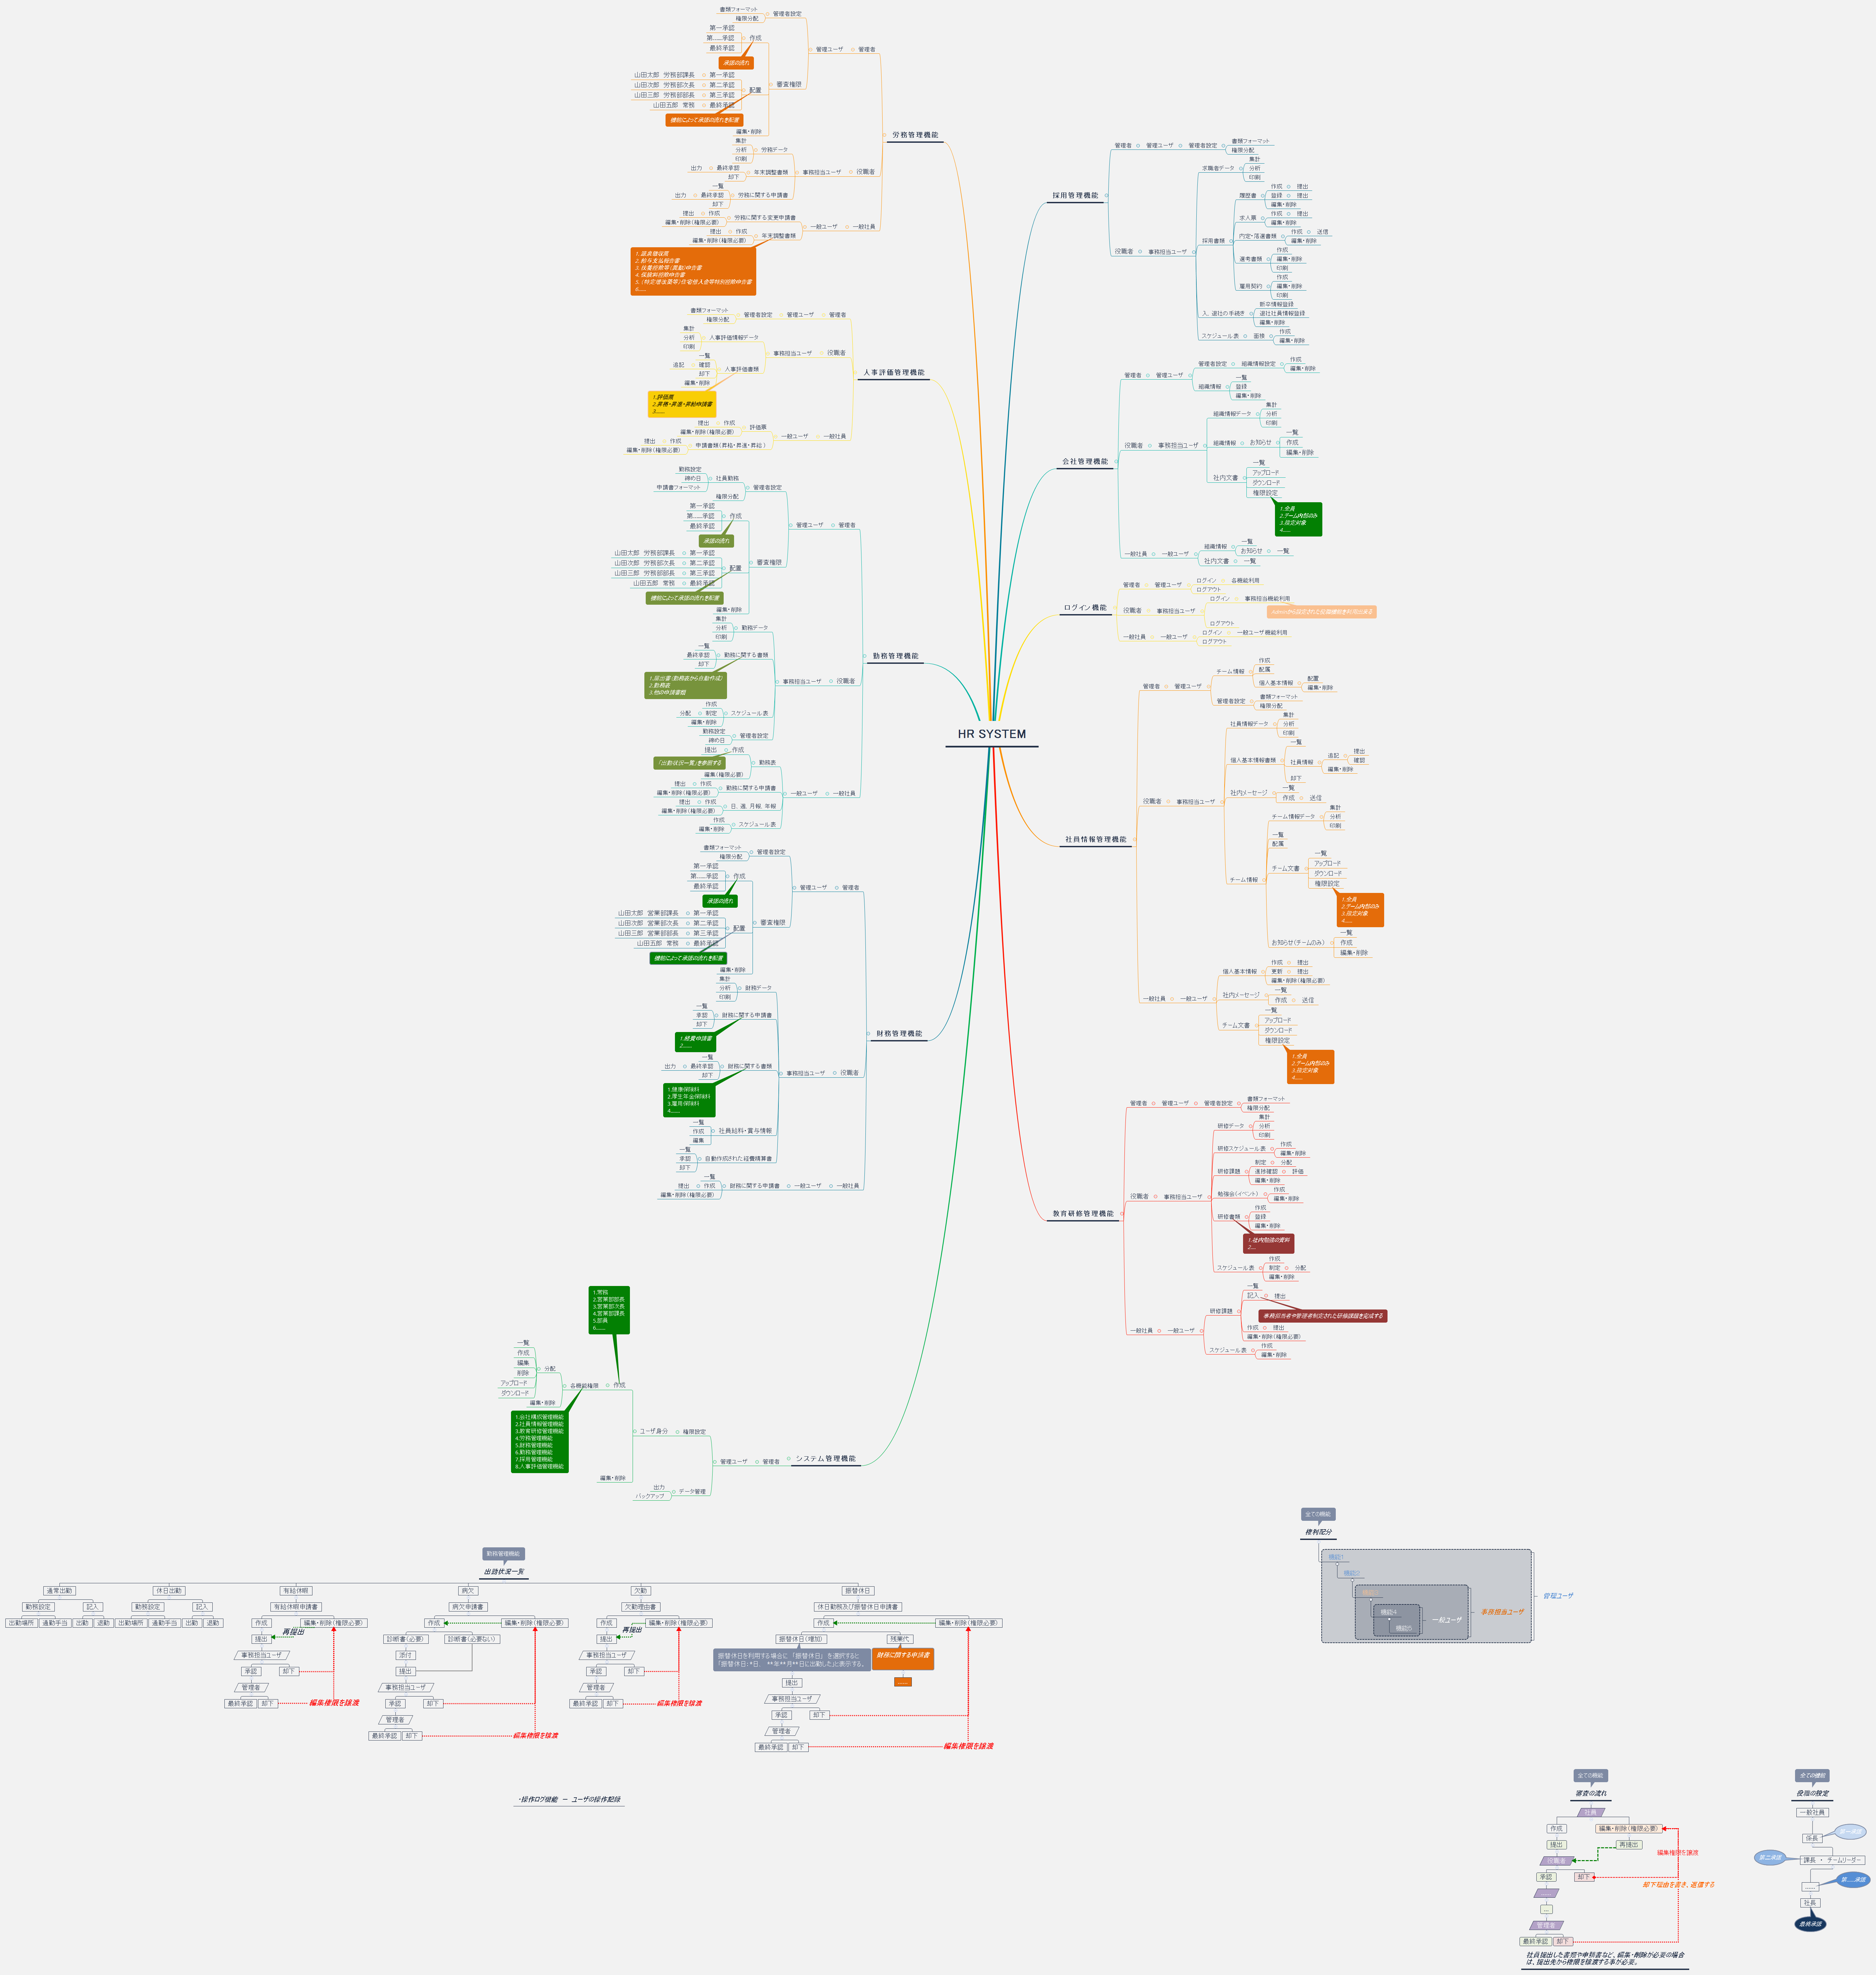 HR SYSTEM
労務管理機能
管理者
管理ユーザ
管理者設定
書類フォーマット
権限分配
審査権限
作成
第一承認
第......承認
最終承認
承認の流れ
配置
第一承認
山田太郎 労務部課長
第二承認
山田次郎 労務部次長
第三承認
山田三郎 労務部部長
最終承認
山田五郎 常務
機能によって承認の流れを配置
編集・削除
役職者
事務担当ユーザ
労務データ
集計
分析
印刷
年末調整書類
最終承認
出力
却下
労務に関する申請書
一覧
最終承認
出力
却下
一般社員
一般ユーザ
労務に関する変更申請書
作成
提出
編集・削除（権限必要）
年末調整書類
作成
提出
編集・削除（権限必要）
人事評価管理機能
管理者
管理ユーザ
管理者設定
書類フォーマット
権限分配
役職者
事務担当ユーザ
人事評価情報データ
集計
分析
印刷
人事評価書類
一覧
確認
追記
却下
編集・削除
1.評価票
2.昇格・昇進・昇給申請書
3.......
一般社員
一般ユーザ
評価票
作成
提出
編集・削除（権限必要）
申請書類（昇格・昇進・昇給）
作成
提出
編集・削除（権限必要）
勤務管理機能
管理者
管理ユーザ
管理者設定
社員勤務
勤務設定
締め日
申請書フォーマット
権限分配
審査権限
作成
第一承認
第......承認
最終承認
承認の流れ
配置
第一承認
山田太郎 労務部課長
第二承認
山田次郎 労務部次長
第三承認
山田三郎 労務部部長
最終承認
山田五郎 常務
機能によって承認の流れを配置
編集・削除
役職者
事務担当ユーザ
勤務データ
集計
分析
印刷
勤務に関する書類
一覧
最終承認
却下
2.勤務表
3.他の申請書類
スケジュール表
作成
制定
分配
編集・削除
管理者設定
勤務設定
締め日
一般社員
一般ユーザ
勤務表
作成
提出
「出勤状況一覧」を参照する
編集（権限必要）
勤務に関する申請書
作成
提出
編集・削除（権限必要）
日、週、月報、年報
作成
提出
編集・削除（権限必要）
スケジュール表
作成
編集・削除
財務管理機能
管理者
管理ユーザ
管理者設定
書類フォーマット
権限分配
審査権限
作成
第一承認
第......承認
最終承認
承認の流れ
配置
第一承認
山田太郎 営業部課長
第二承認
山田次郎 営業部次長
第三承認
山田三郎 営業部部長
最終承認
山田五郎 常務
機能によって承認の流れを配置
編集・削除
役職者
事務担当ユーザ
財務データ
集計
分析
印刷
財務に関する申請書
一覧
承認
却下
1.経費申請書
2.......
財務に関する書類
一覧
最終承認
出力
却下
1.健康保険料
2.厚生年金保険料
3.雇用保険料
4.......
社員給料・賞与情報
一覧
作成
編集
自動作成された経費精算書
一覧
承認
却下
一般社員
一般ユーザ
財務に関する申請書
一覧
作成
提出
編集・削除（権限必要）
システム管理機能
管理者
管理ユーザ
権限設定
ユーザ身分
作成
1.常務
2.営業部部長
3.営業部次長
4.営業部課長
5.部員
6.......
各機能権限
分配
一覧
作成
編集
削除
アップロード
ダウンロード
編集・削除
1.会社構成管理機能
2.社員情報管理機能
3.教育研修管理機能
4.労務管理機能
5.財務管理機能
6.勤務管理機能
7.採用管理機能
8.人事評価管理機能
編集・削除
データ管理
出力
バックアップ
採用管理機能
管理者
管理ユーザ
管理者設定
書類フォーマット
権限分配
役職者
事務担当ユーザ
求職者データ
集計
分析
印刷
採用書類
履歴書
作成
提出
登録
提出
編集・削除
求人票
作成
提出
編集・削除
内定・落選書類
作成
送信
編集・削除
選考書類
作成
編集・削除
印刷
雇用契約
作成
編集・削除
印刷
入、退社の手続き
新卒情報登録
退社社員情報登録
編集・削除
スケジュール表
面接
作成
編集・削除
会社管理機能
管理者
管理ユーザ
管理者設定
組織情報設定
作成
編集・削除
組織情報
一覧
登録
編集・削除
役職者
事務担当ユーザ
組織情報データ
集計
分析
印刷
組織情報
お知らせ
一覧
作成
編集・削除
社内文書
一覧
アップロード
ダウンロード
権限設定
1.全員
2.チーム内部のみ
3.指定対象
4......
一般社員
一般ユーザ
組織情報
一覧
お知らせ
一覧
社内文書
一覧
ログイン機能
管理者
管理ユーザ
ログイン
各機能利用
ログアウト
役職者
事務担当ユーザ
ログイン
事務担当機能利用
ログアウト
一般社員
一般ユーザ
ログイン
一般ユーザ機能利用
ログアウト
社員情報管理機能
管理者
管理ユーザ
チーム情報
作成
配属
個人基本情報
配置
編集・削除
管理者設定
書類フォーマット
権限分配
役職者
事務担当ユーザ
社員情報データ
集計
分析
印刷
個人基本情報書類
一覧
社員情報
追記
提出
確認
編集・削除
却下
社内メッセージ
一覧
作成
送信
チーム情報
チーム情報データ
集計
分析
印刷
一覧
配属
チーム文書
一覧
アップロード
ダウンロード
権限設定
1.全員
2.チーム内部のみ
3.指定対象
4......
お知らせ（チームのみ）
一覧
作成
編集・削除
一般社員
一般ユーザ
個人基本情報
作成
提出
更新
提出
編集・削除（権限必要）
社内メッセージ
一覧
作成
送信
チーム文書
一覧
アップロード
ダウンロード
権限設定
1.全員
2.チーム内部のみ
3.指定対象
4......
教育研修管理機能
管理者
管理ユーザ
管理者設定
書類フォーマット
権限分配
役職者
事務担当ユーザ
研修データ
集計
分析
印刷
研修スケジュール表
作成
編集・削除
研修課題
制定
分配
進捗確認
評価
編集・削除
勉強会（イベント）
作成
編集・削除
研修書類
作成
登録
編集・削除
1.社内勉強の資料
2....
スケジュール表
作成
制定
分配
編集・削除
一般社員
一般ユーザ
研修課題
一覧
記入
提出
事務担当者や管理者制定された研修課題を完成する
作成
提出
編集・削除（権限必要）
スケジュール表
作成
編集・削除
勤務管理機能
出勤状況一覧
通常出勤
勤務設定
記入
出勤場所
通勤手当
出勤
退勤
休日出勤
勤務設定
記入
出勤場所
通勤手当
出勤
退勤
有給休暇
有給休暇申請書
作成
編集・削除（権限必要）
提出
再提出
事務担当ユーザ
承認
却下
管理者
最終承認
却下
編集権限を譲渡
病欠
病欠申請書
作成
編集・削除（権限必要）
診断書（必要）
診断書（必要ない）
添付
提出
事務担当ユーザ
承認
却下
管理者
最終承認
却下
編集権限を譲渡
欠勤
欠勤理由書
作成
編集・削除（権限必要）
提出
再提出
事務担当ユーザ
承認
却下
管理者
最終承認
却下
編集権限を譲渡
振替休日
休日勤務及び振替休日申請書
作成
編集・削除（権限必要）
振替休日（増加）
残業代
振替休日を利用する場合に「振替休日」を選択すると
「振替休日-*日 **年**月**日に出勤した」と表示する。
財務に関する申請書
.......
提出
事務担当ユーザ
承認
却下
管理者
最終承認
却下
編集権限を譲渡
・操作ログ機能 － ユーザの操作記録
全ての機能
権利配分
機能1
機能2
機能3
機能4
機能5
一般ユーザ
事務担当ユーザ
管理ユーザ
全ての機能
審査の流れ
社員
作成
編集・削除（権限必要）
提出
再提出
役職者
承認
却下
編集権限を譲渡
却下理由を書き、返還する
......
...
管理者
最終承認
却下
社員提出した書類や申請書など、編集・削除が必要の場合
は、提出先から権限を譲渡する事が必要。
全ての機能
役職の設定
一般社員
係長
第一承認
課長 ・ チームリーダー
第二承認
......
第......承認
社長
最終承認